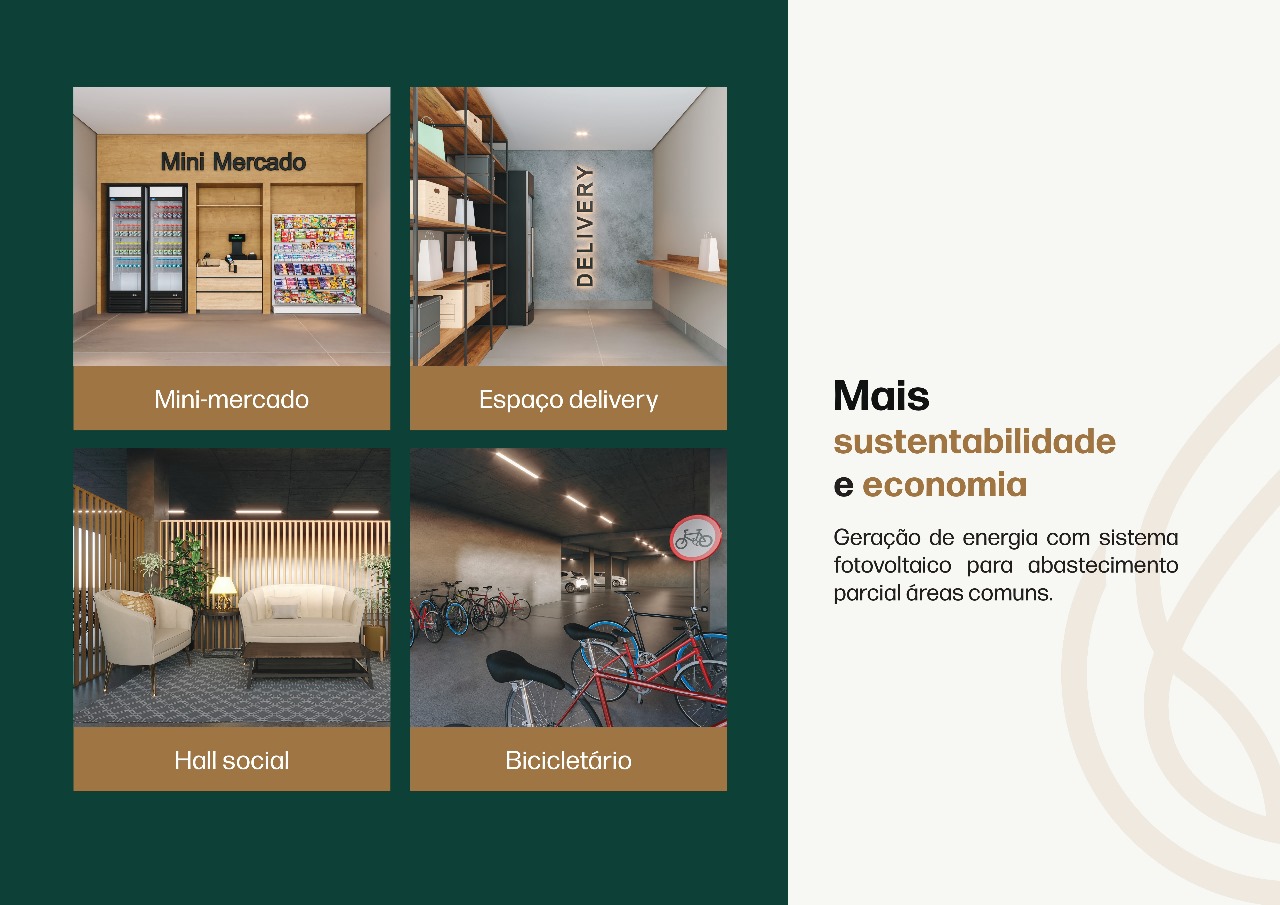 Mini Mercado
DELIVERY
Mini-mercado
Espaço delivery
Hall social
Bicicletário
Mais
sustentabilidade
e economia
Geração de energia com sistema
fotovoltaico para abastecimento
parcial áreas comuns.